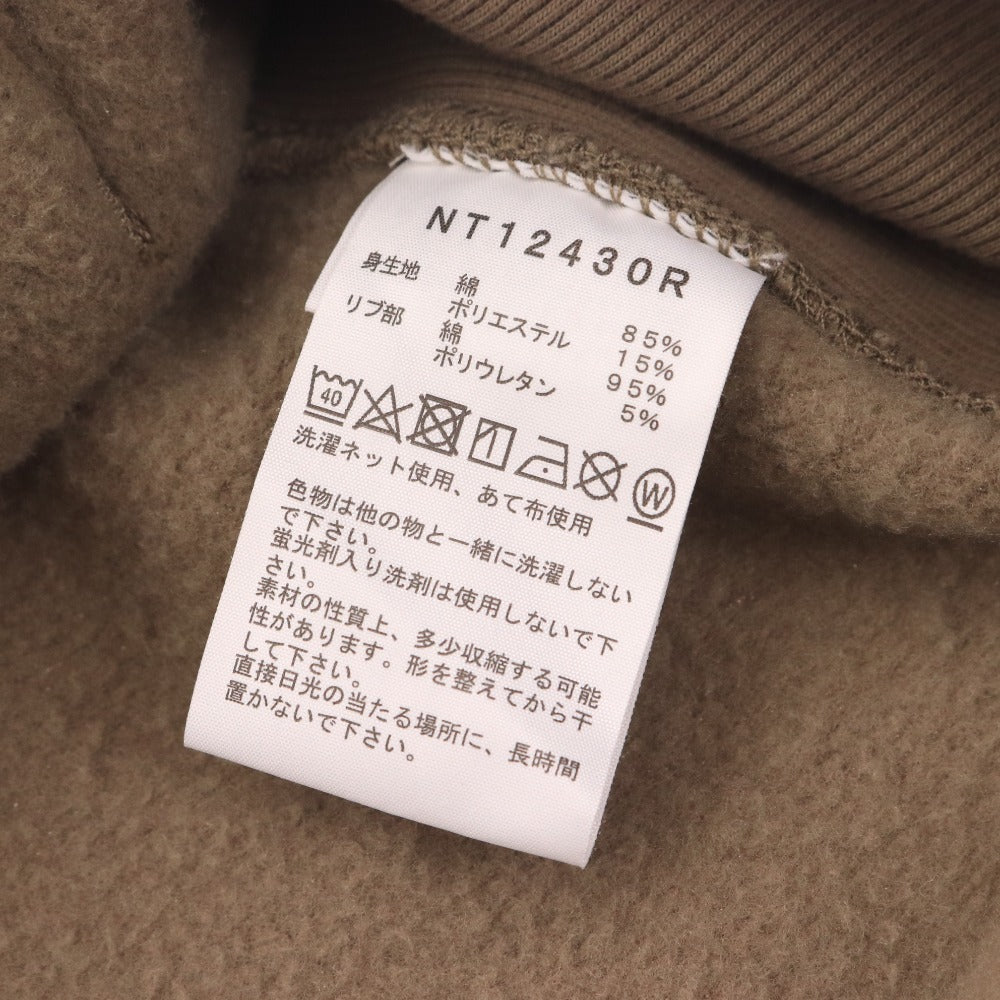 NT12430R
身生地 綿 85%
ポリエステル 15%
リブ部 綿 95%
ポリウレタン 5%
40 W
洗濯ネット使用、あて布使用
色物は他の物と一緒に洗濯しない
で下さい。
蛍光剤入り洗剤は使用しないで下
さい。
素材の性質上、多少収縮する可能
性があります。形を整えてから干
して下さい。
直接日光の当たる場所に、長時間
置かないで下さい。